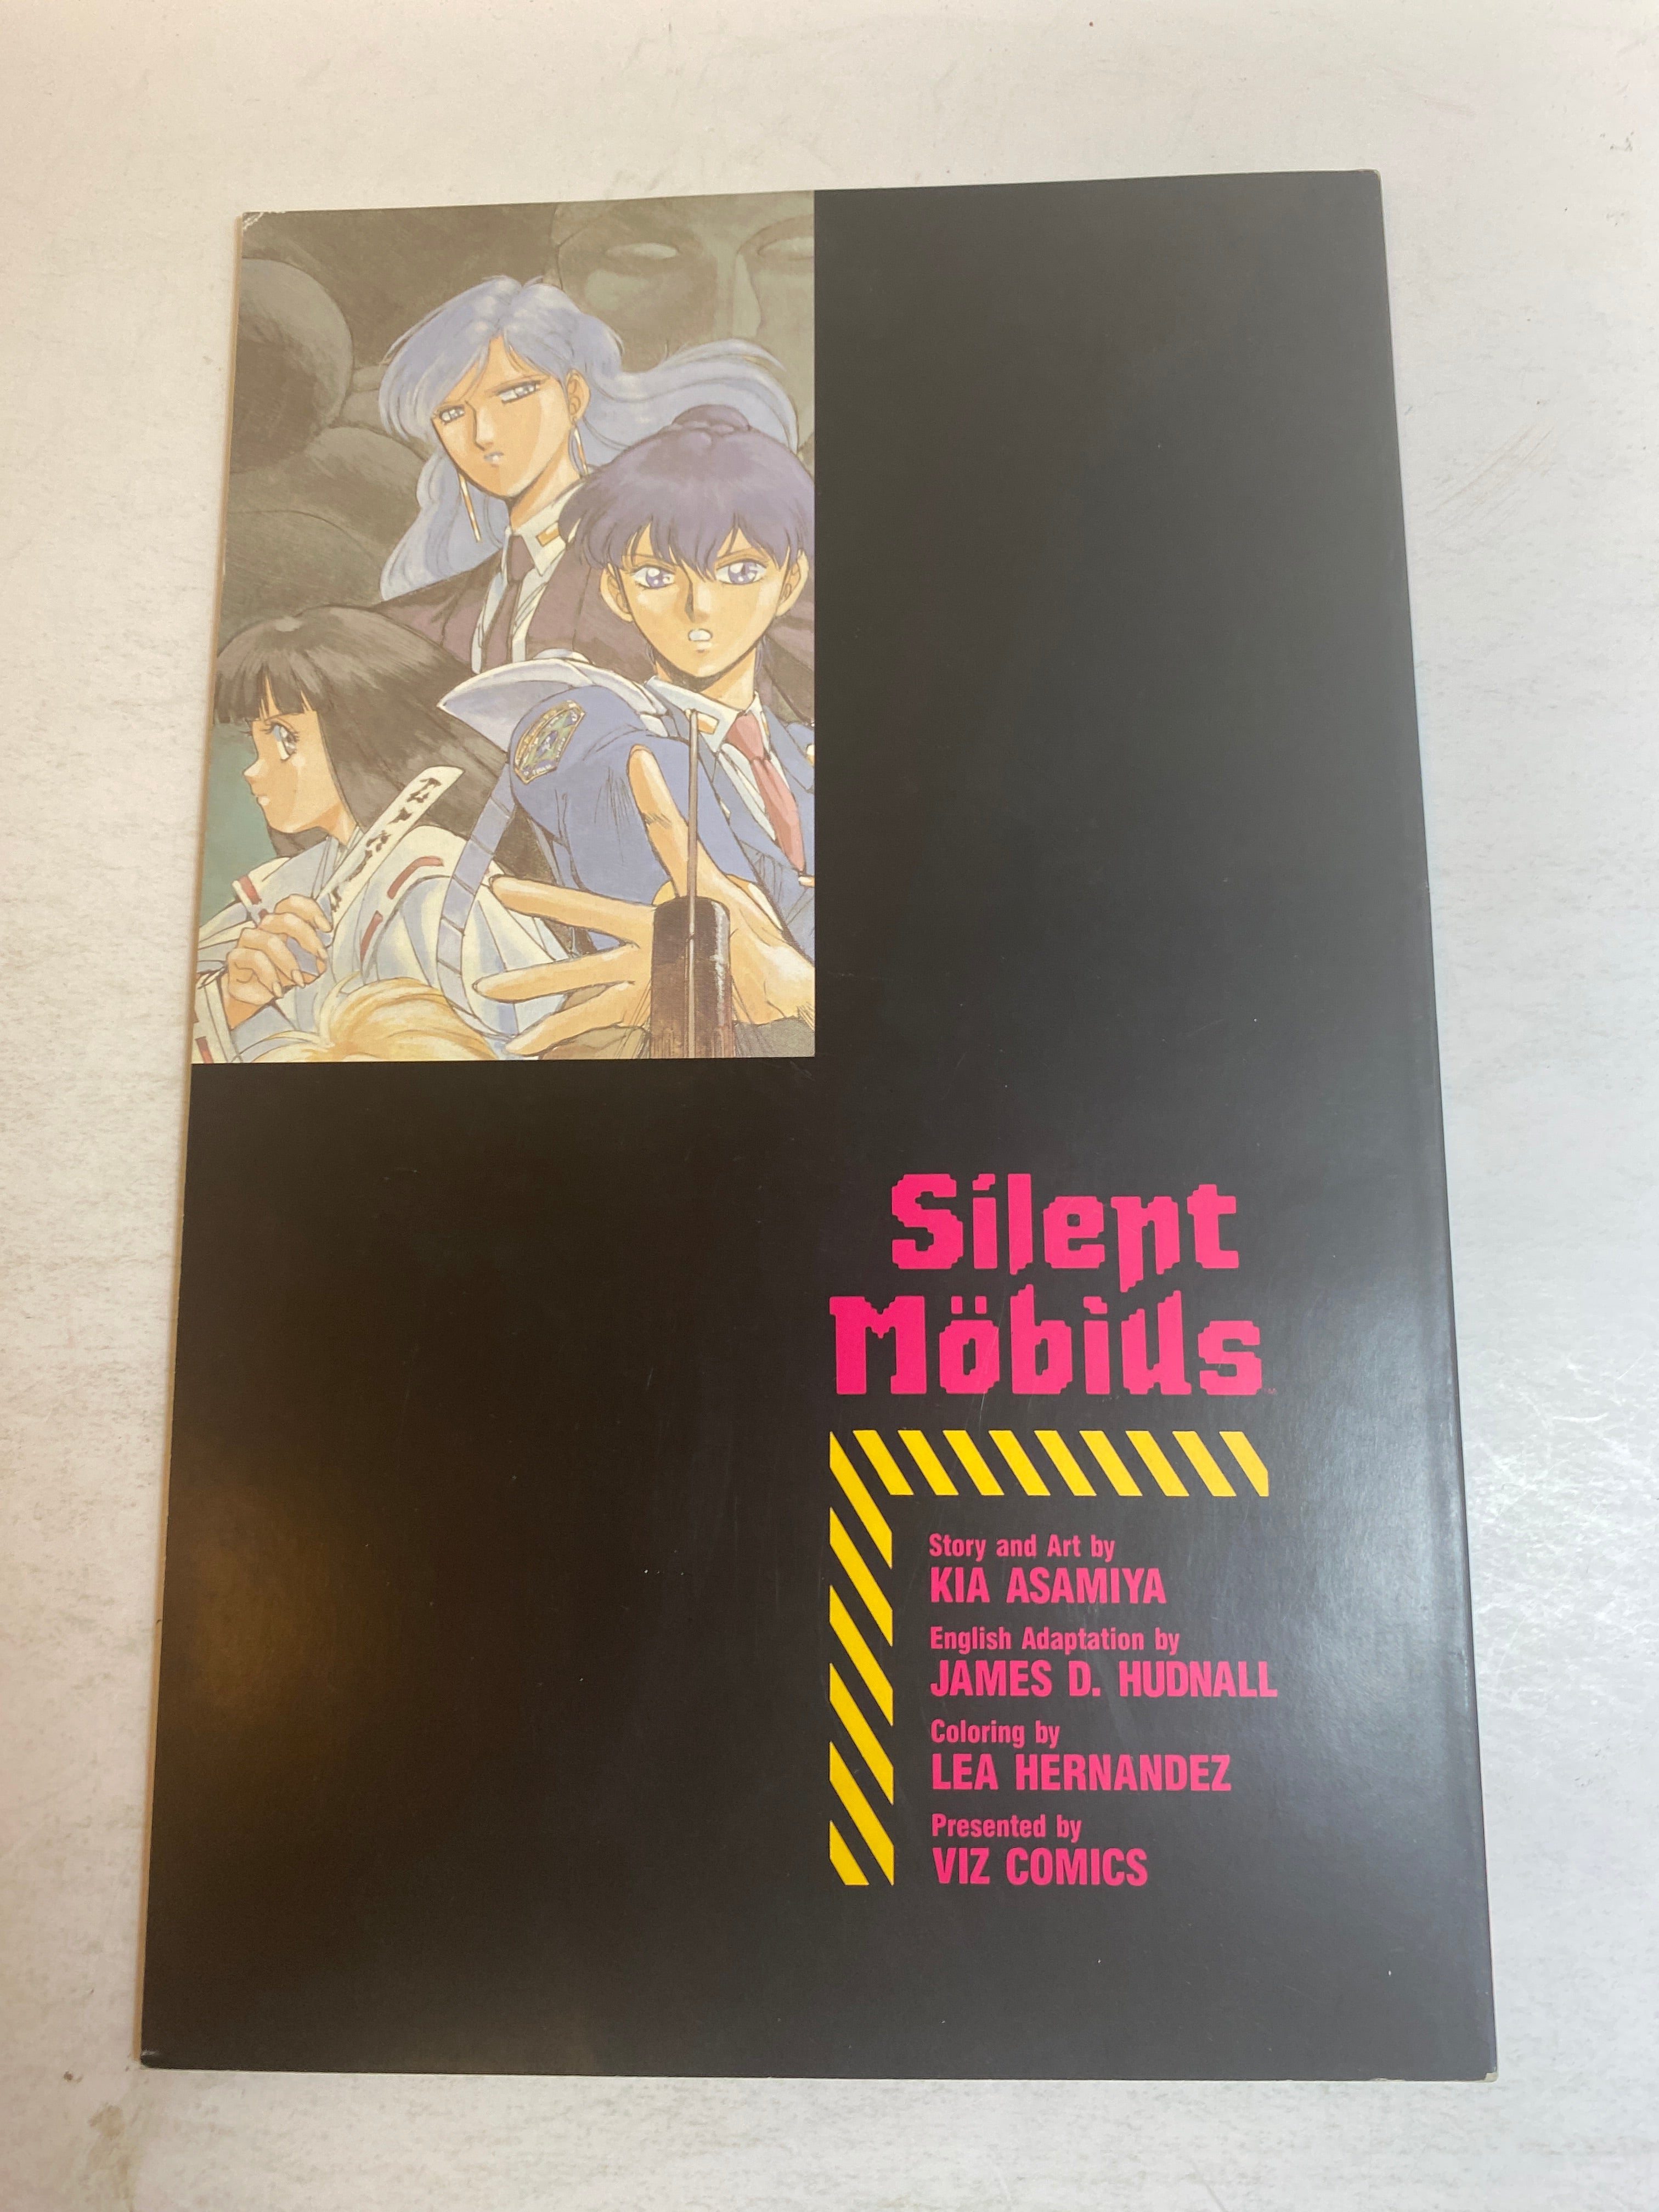 Silent
Möbius
Story and Art by
KIA ASAMIYA
English Adaptation by
JAMES D. HUDNALL
Coloring by
LEA HERNANDEZ
Presented by
VIZ COMICS